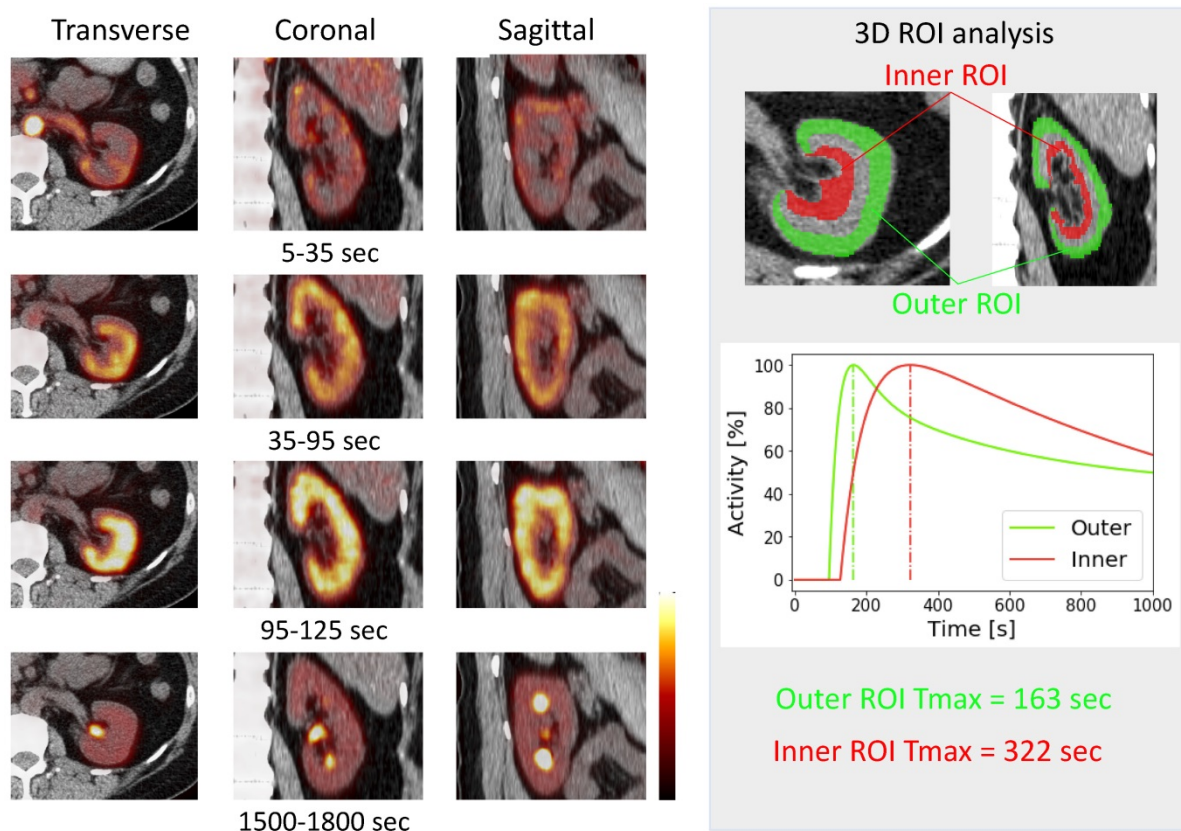 Transverse
Coronal
Sagittal
5-35 sec
35-95 sec
95-125 sec
1500-1800 sec
3D ROI analysis
Inner ROI
Outer ROI
100
80
60
40
20
0
Activity [%]
Outer
Inner
0 200 400 600 800 1000
Time [s]
Outer ROI Tmax = 163 sec
Inner ROI Tmax = 322 sec